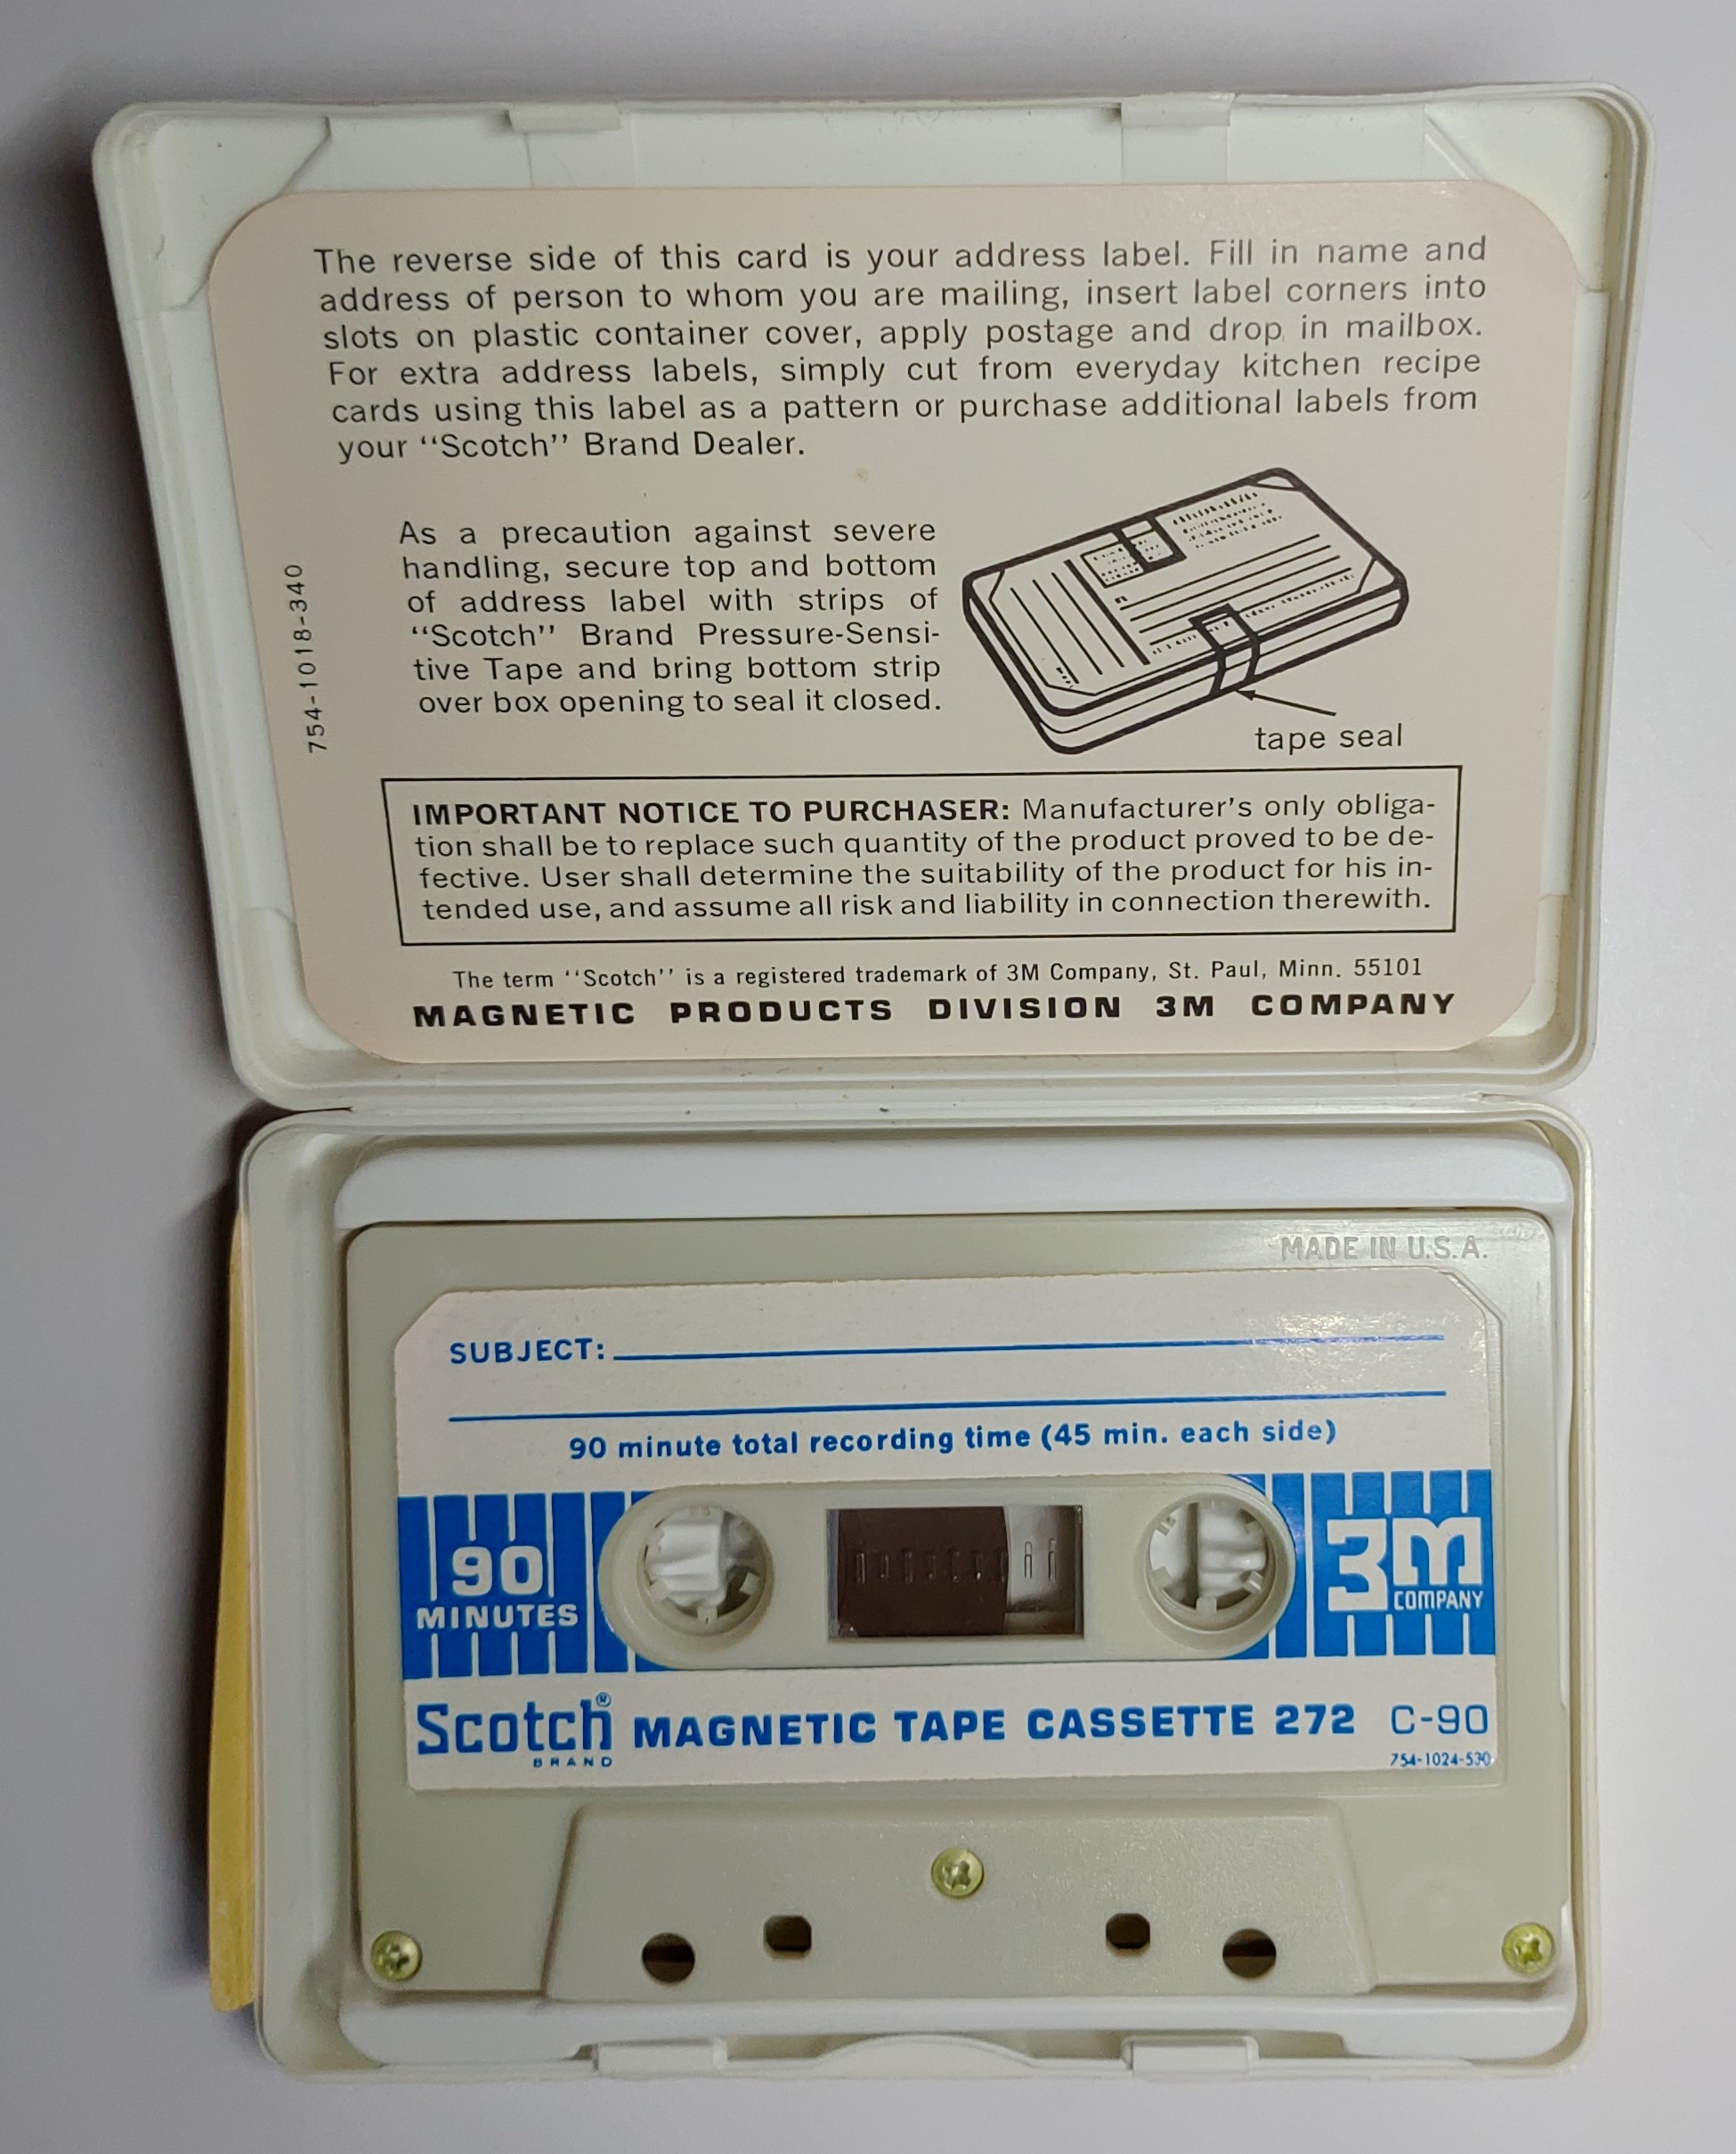 The reverse side of this card is your address label. Fill in name and
address of person to whom you are mailing, insert label corners into
slots on plastic container cover, apply postage and drop in mailbox.
For extra address labels, simply cut from everyday kitchen recipe
cards using this label as a pattern or purchase additional labels from
your “Scotch” Brand Dealer.
As a precaution against severe
handling, secure top and bottom
of address label with strips of
“Scotch” Brand Pressure-Sensi-
tive Tape and bring bottom strip
over box opening to seal it closed.
tape seal
754-1018-340
IMPORTANT NOTICE TO PURCHASER: Manufacturer's only obliga-
tion shall be to replace such quantity of the product proved to be de-
fective. User shall determine the suitability of the product for his in-
tended use, and assume all risk and liability in connection therewith.
The term “Scotch” is a registered trademark of 3M Company, St. Paul, Minn. 55101
MAGNETIC PRODUCTS DIVISION 3M COMPANY
MADE IN U.S.A.
SUBJECT:
90 minute total recording time (45 min. each side)
90
MINUTES
3M
COMPANY
Scotch® MAGNETIC TAPE CASSETTE 272 C-90
BRAND
754-1024-530